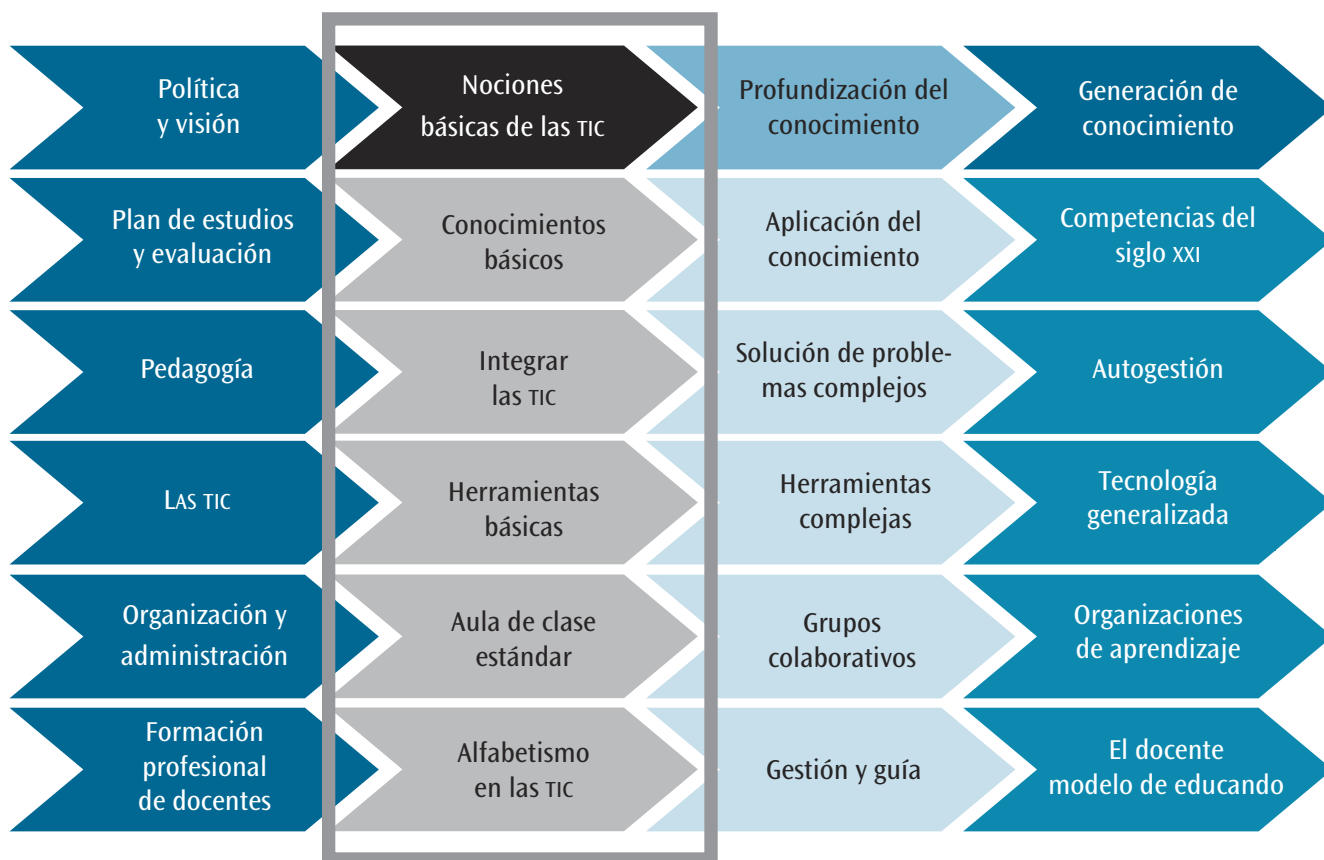 Política
y visión
Nociones
básicas de las TIC
Profundización del
conocimiento
Generación de
conocimiento
Plan de estudios
y evaluación
Conocimientos
básicos
Aplicación del
conocimiento
Competencias del
siglo XXI
Pedagogía
Integrar
las TIC
Solución de proble-
mas complejos
Autogestión
LAS TIC
Herramientas
básicas
Herramientas
complejas
Tecnología
generalizada
Organización y
administración
Aula de clase
estándar
Grupos
colaborativos
Organizaciones
de aprendizaje
Formación
profesional
de docentes
Alfabetismo
en las TIC
Gestión y guía
El docente
modelo de educando